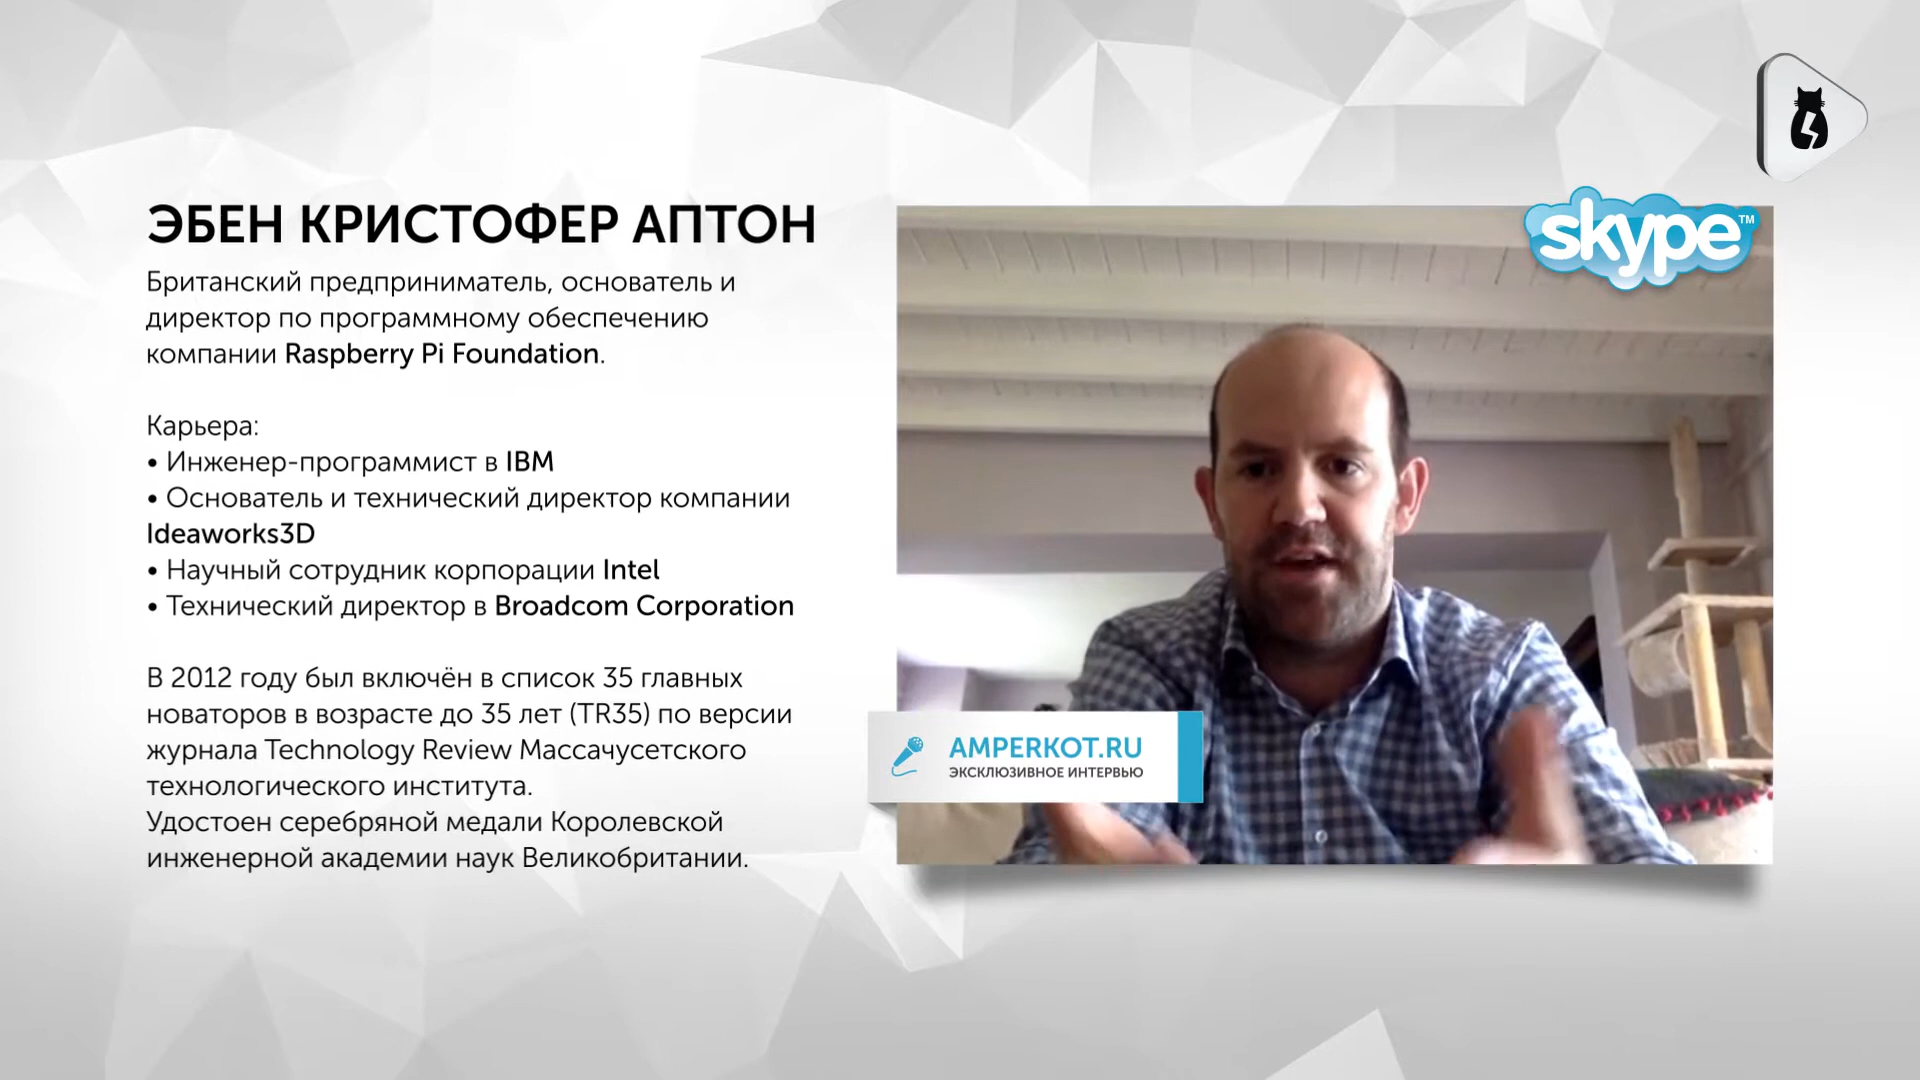 ЭБЕН КРИСТОФЕР АПТОН
Британский предприниматель, основатель и
директор по программному обеспечению
компании Raspberry Pi Foundation.
Карьера:
• Инженер-программист в IBM
• Основатель и технический директор компании
Ideaworks3D
• Научный сотрудник корпорации Intel
• Технический директор в Broadcom Corporation
В 2012 году был включён в список 35 главных
новаторов в возрасте до 35 лет (TR35) по версии
журнала Technology Review Массачусетского
технологического института.
Удостоен серебряной медали Королевской
инженерной академии наук Великобритании.
skype™
AMPERKOT.RU
ЭКСКЛЮЗИВНОЕ ИНТЕРВЬЮ